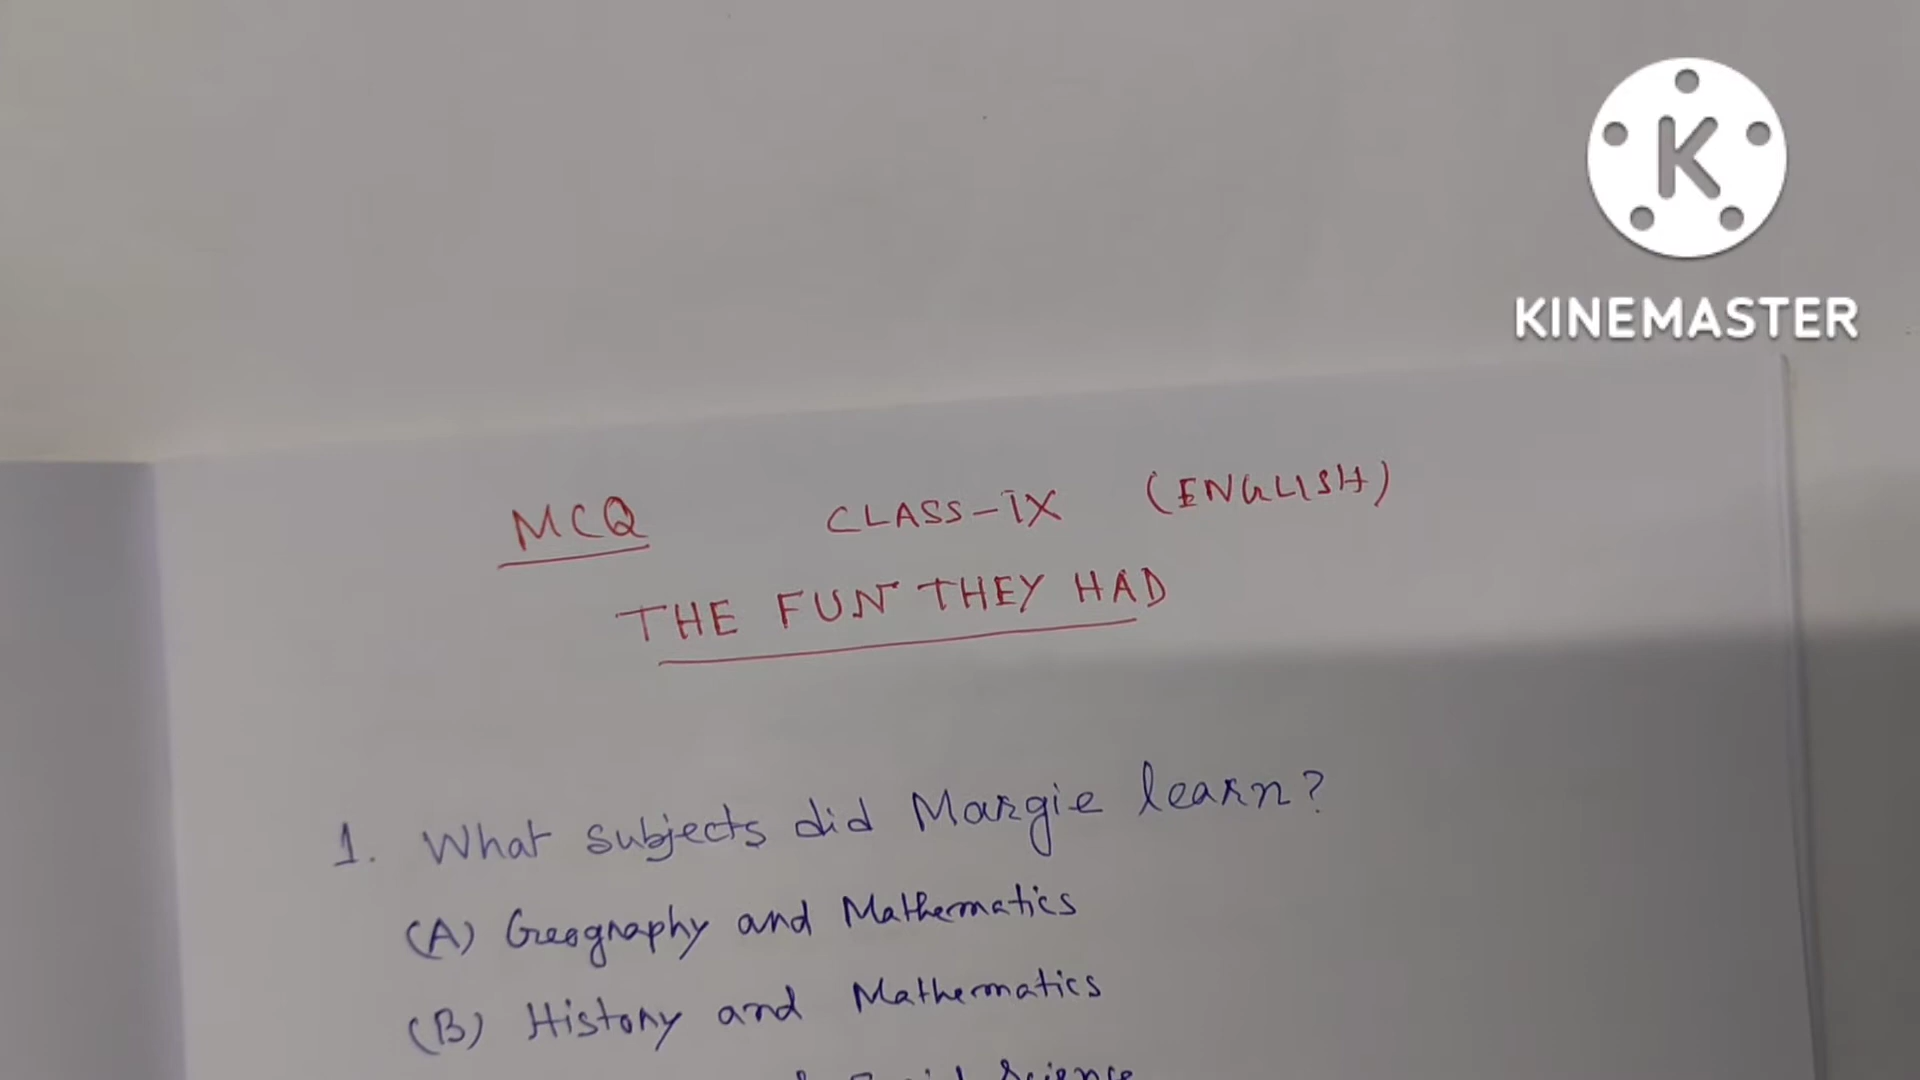 KINEMASTER
MCQ CLASS-IX (ENGLISH)
THE FUN THEY HAD
1. What subjects did Margie learn?
(A) Geography and Mathematics
(B) History and Mathematics
Science